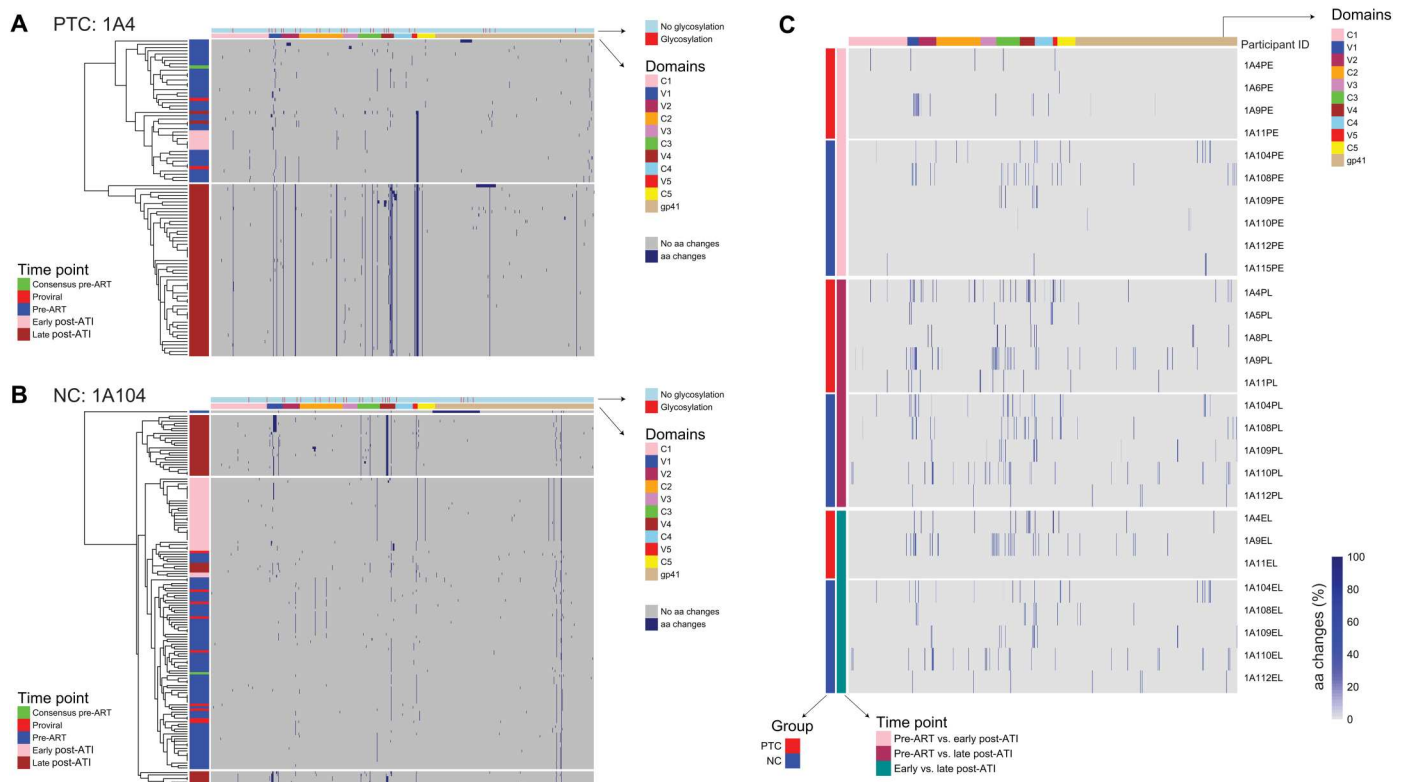 A
PTC: 1A4
No glycosylation
Glycosylation
Domains
C1
V1
V2
C2
V3
C3
V4
C4
V5
C5
gp41
No aa changes
aa changes
Time point
Consensus pre-ART
Proviral
Pre-ART
Early post-ATI
Late post-ATI
B
NC: 1A104
No glycosylation
Glycosylation
Domains
C1
V1
V2
C2
V3
C3
V4
C4
V5
C5
gp41
No aa changes
aa changes
Time point
Consensus pre-ART
Proviral
Pre-ART
Early post-ATI
Late post-ATI
C
Domains
C1
V1
V2
C2
V3
C3
V4
C4
V5
C5
gp41
Participant ID
1A4PE
1A6PE
1A9PE
1A11PE
1A104PE
1A108PE
1A109PE
1A110PE
1A112PE
1A115PE
1A4PL
1A5PL
1A8PL
1A9PL
1A11PL
1A104PL
1A108PL
1A109PL
1A110PL
1A112PL
1A4EL
1A9EL
1A11EL
1A104EL
1A108EL
1A109EL
1A110EL
1A112EL
aa changes (%)
100
80
60
40
20
0
Group
PTC
NC
Time point
Pre-ART vs. early post-ATI
Pre-ART vs. late post-ATI
Early vs. late post-ATI